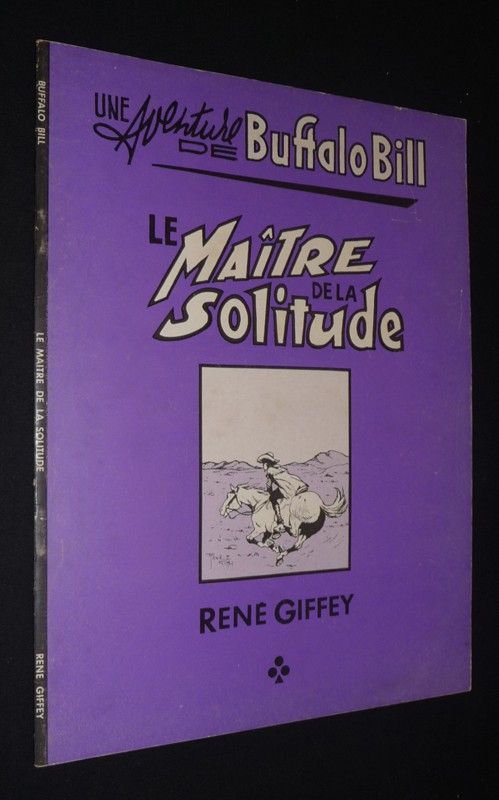 UNE Aventure
DE Buffalo Bill
LE MAÎTRE
DE LA
Solitude
RENÉ GIFFEY
BUFFALO BILL
LE MAITRE DE LA SOLITUDE
RENÉ GIFFEY